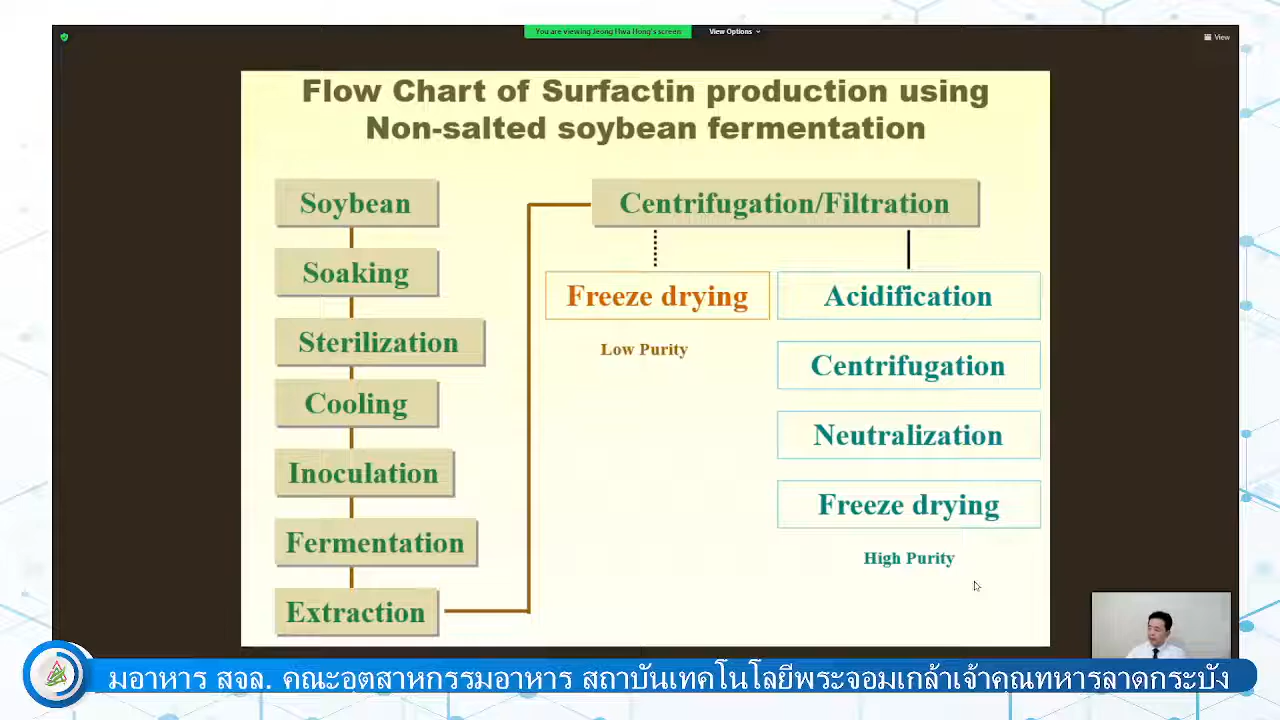 You are viewing Jeong Hwa Hong's screen
View Options
View
Flow Chart of Surfactin production using
Non-salted soybean fermentation
Soybean
Soaking
Sterilization
Cooling
Inoculation
Fermentation
Extraction
Centrifugation/Filtration
Freeze drying
Low Purity
Acidification
Centrifugation
Neutralization
Freeze drying
High Purity
มอาหาร สจล. คณะอุตสาหกรรมอาหาร สถาบันเทคโนโลยีพระจอมเกล้าเจ้าคุณทหารลาดกระบัง